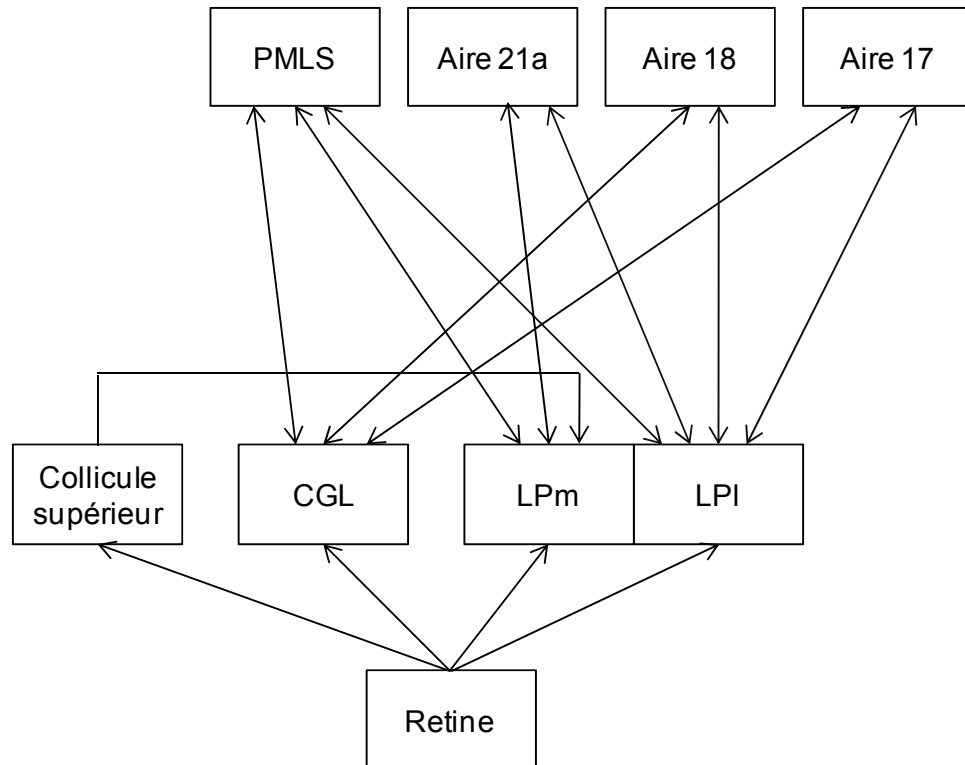 PMLS
Aire 21a
Aire 18
Aire 17
Collicule
supérieur
CGL
LPm
LPl
Retine